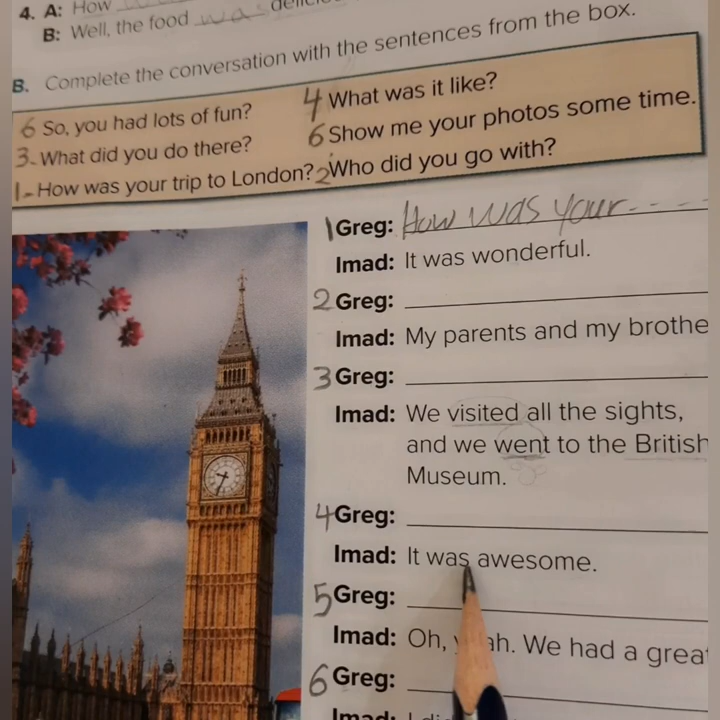 4. A: How
B: Well, the food was
B. Complete the conversation with the sentences from the box.
6 So, you had lots of fun?
4 What was it like?
3- What did you do there?
6 Show me your photos some time.
1- How was your trip to London?
2 Who did you go with?
1 Greg: How was your - - - -
Imad: It was wonderful.
2 Greg:
Imad: My parents and my brothe
3 Greg:
Imad: We visited all the sights,
and we went to the British
Museum.
4 Greg:
Imad: It was awesome.
5 Greg:
Imad: Oh, ah. We had a grea
6 Greg:
Imad: I di